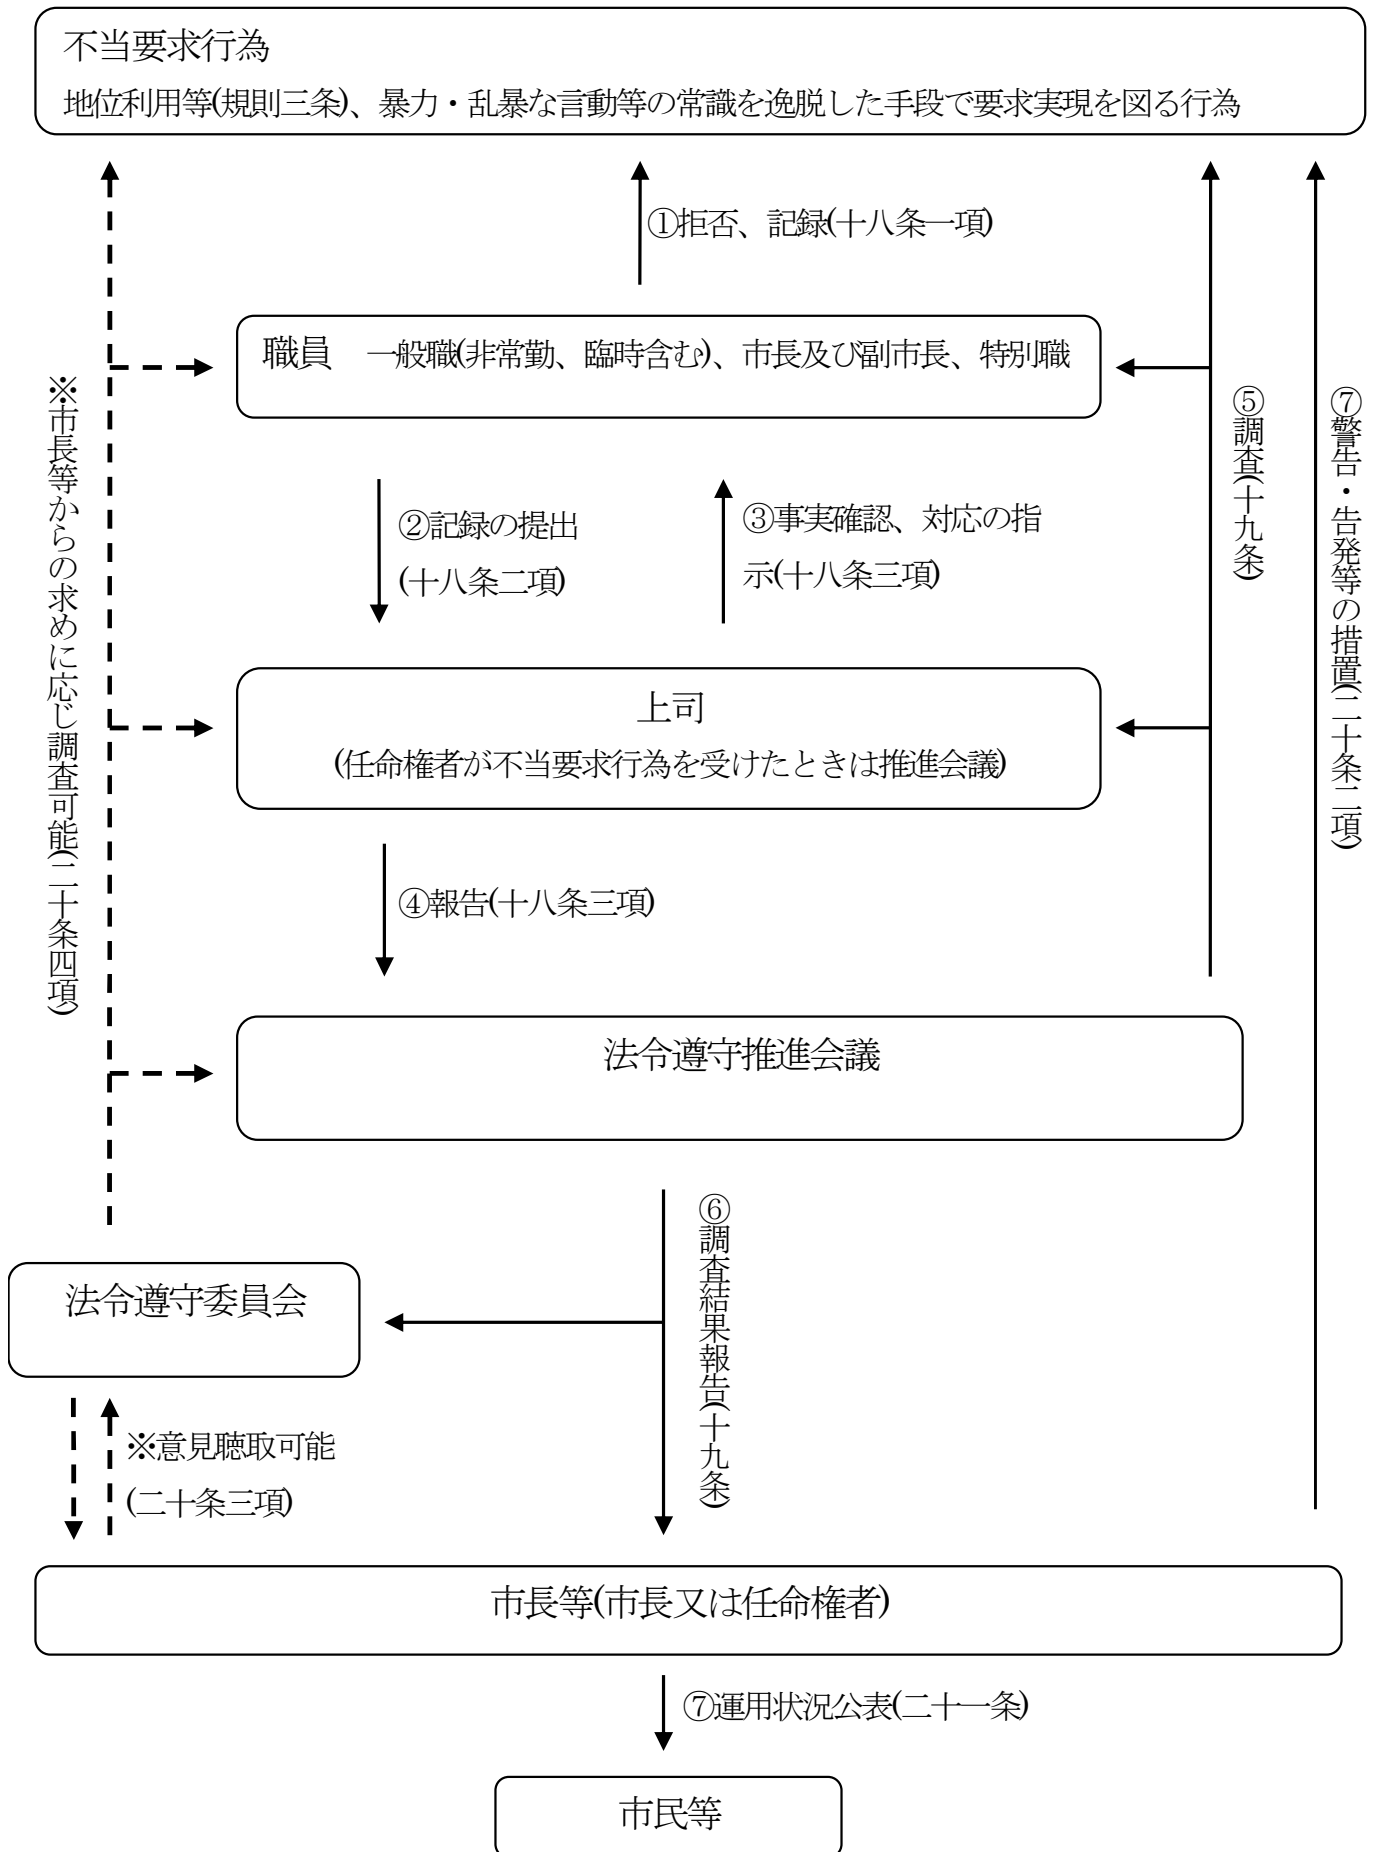 不当要求行為
地位利用等(規則三条)、暴力・乱暴な言動等の常識を逸脱した手段で要求実現を図る行為
①拒否、記録(十八条一項)
職員　一般職(非常勤、臨時含む)、市長及び副市長、特別職
※市長等からの求めに応じ調査可能(二十条四項)
⑤調査(十九条)
⑦警告・告発等の措置(二十条二項)
②記録の提出
(十八条二項)
③事実確認、対応の指
示(十八条三項)
上司
(任命権者が不当要求行為を受けたときは推進会議)
④報告(十八条三項)
法令遵守推進会議
⑥調査結果報告(十九条)
法令遵守委員会
※意見聴取可能
(二十条三項)
市長等(市長又は任命権者)
⑦運用状況公表(二十一条)
市民等